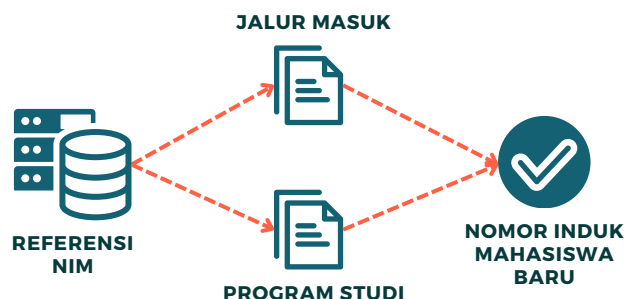 JALUR MASUK
REFERENSI
NIM
NOMOR INDUK
MAHASISWA
BARU
PROGRAM STUDI